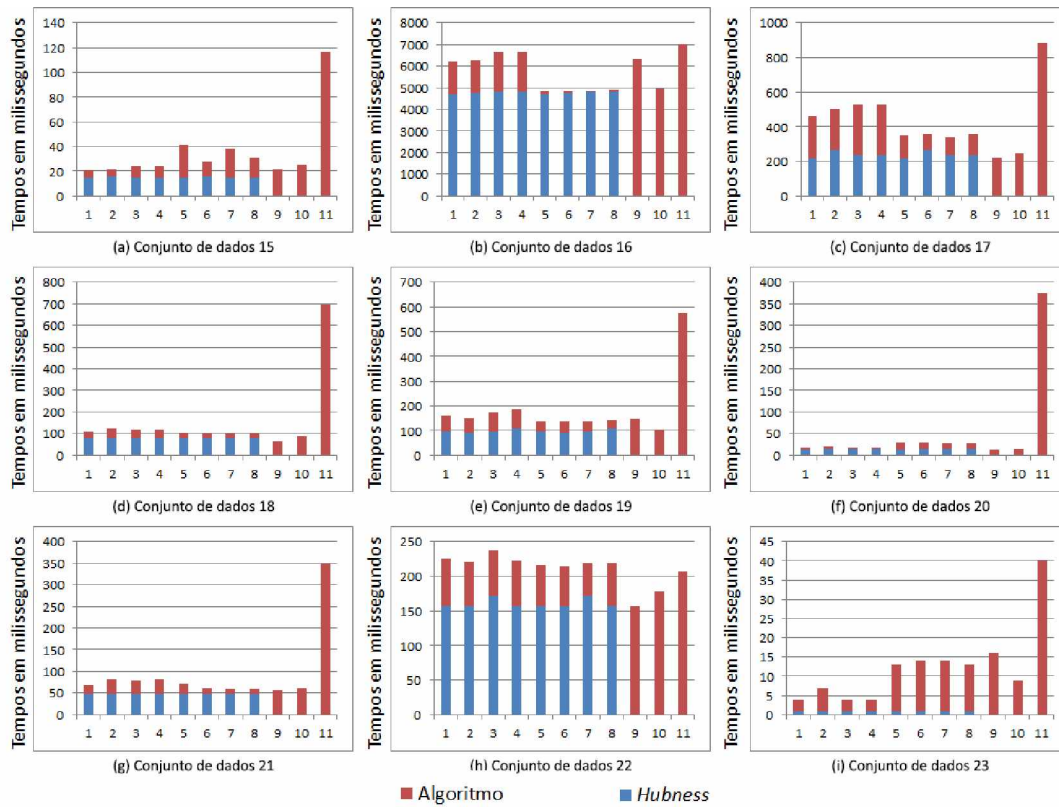 Tempos em milissegundos
140
120
100
80
60
40
20
0
1 2 3 4 5 6 7 8 9 10 11
(a) Conjunto de dados 15
Tempos em milissegundos
8000
7000
6000
5000
4000
3000
2000
1000
0
1 2 3 4 5 6 7 8 9 10 11
(b) Conjunto de dados 16
Tempos em milissegundos
1000
800
600
400
200
0
1 2 3 4 5 6 7 8 9 10 11
(c) Conjunto de dados 17
Tempos em milissegundos
800
700
600
500
400
300
200
100
0
1 2 3 4 5 6 7 8 9 10 11
(d) Conjunto de dados 18
Tempos em milissegundos
700
600
500
400
300
200
100
0
1 2 3 4 5 6 7 8 9 10 11
(e) Conjunto de dados 19
Tempos em milissegundos
400
350
300
250
200
150
100
50
0
1 2 3 4 5 6 7 8 9 10 11
(f) Conjunto de dados 20
Tempos em milissegundos
400
350
300
250
200
150
100
50
0
1 2 3 4 5 6 7 8 9 10 11
(g) Conjunto de dados 21
Tempos em milissegundos
250
200
150
100
50
0
1 2 3 4 5 6 7 8 9 10 11
(h) Conjunto de dados 22
Tempos em milissegundos
45
40
35
30
25
20
15
10
5
0
1 2 3 4 5 6 7 8 9 10 11
(i) Conjunto de dados 23
Algoritmo
Hubness